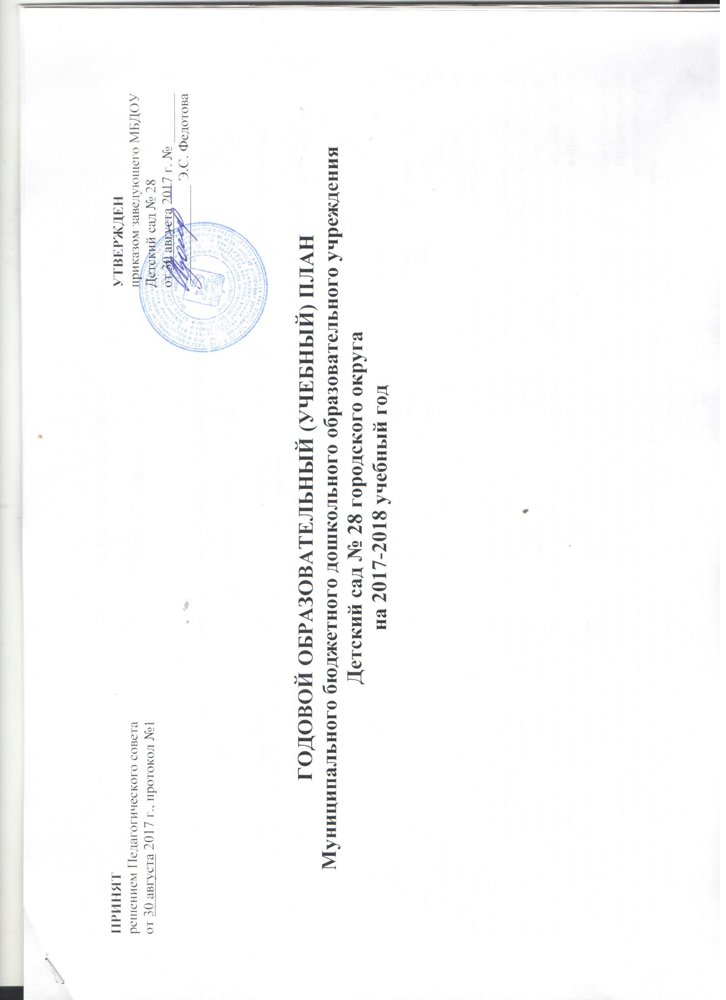 ПРИНЯТ
решением Педагогического совета
от 30 августа 2017 г., протокол №1
УТВЕРЖДЕН
приказом заведующего МБДОУ
Детский сад № 28
от 30 августа 2017 г. № ______
____________ Э.С. Федотова
ГОДОВОЙ ОБРАЗОВАТЕЛЬНЫЙ (УЧЕБНЫЙ) ПЛАН
Муниципального бюджетного дошкольного образовательного учреждения
Детский сад № 28 городского округа
на 2017-2018 учебный год